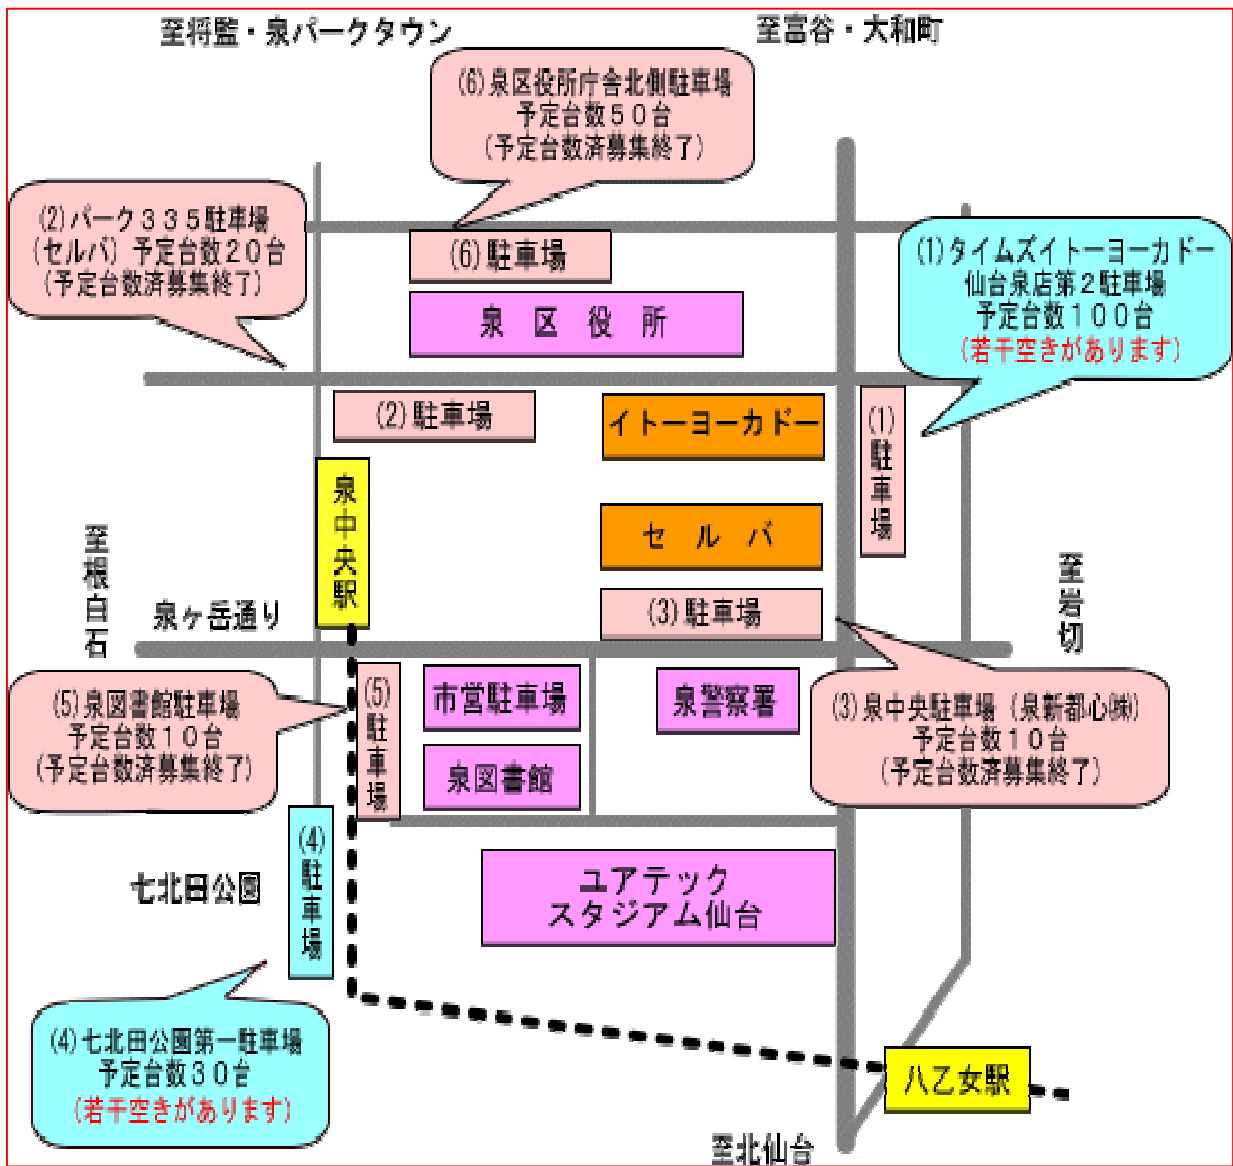 至将監・泉パークタウン
至富谷・大和町
(6)泉区役所庁舎北側駐車場
予定台数50台
(予定台数済募集終了)
(2)パーク335駐車場
(セルバ) 予定台数20台
(予定台数済募集終了)
(1)タイムズイトーヨーカドー
仙台泉店第2駐車場
予定台数100台
(若干空きがあります)
(6)駐車場
泉区役所
(2)駐車場
イトーヨーカドー
(1)駐車場
泉中央駅
セルバ
至根白石
至岩切
泉ヶ岳通り
(3)駐車場
(5)泉図書館駐車場
予定台数10台
(予定台数済募集終了)
(5)駐車場
市営駐車場
泉警察署
(3)泉中央駐車場(泉新都心㈱)
予定台数10台
(予定台数済募集終了)
泉図書館
(4)駐車場
七北田公園
ユアテック
スタジアム仙台
(4)七北田公園第一駐車場
予定台数30台
(若干空きがあります)
八乙女駅
至北仙台